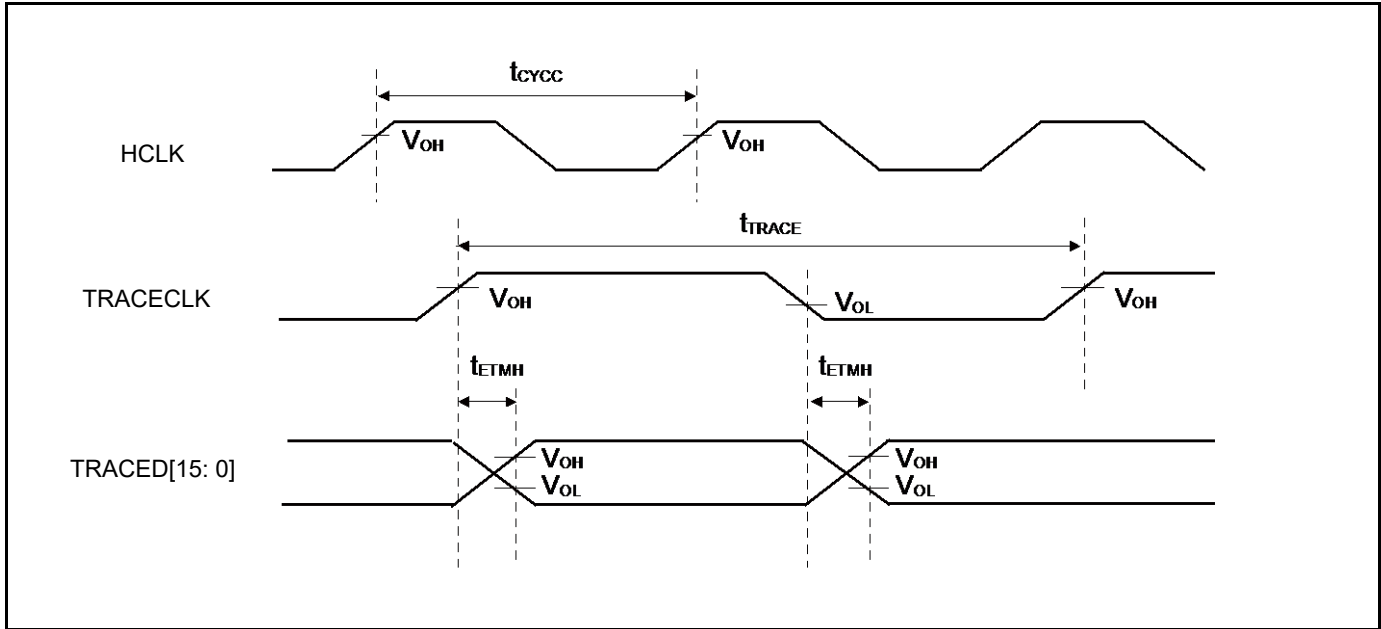 tCYCC
HCLK
VOH
VOH
tTRACE
TRACECLK
VOH
VOL
VOH
tETMH
tETMH
TRACED[15: 0]
VOH
VOH
VOL
VOL